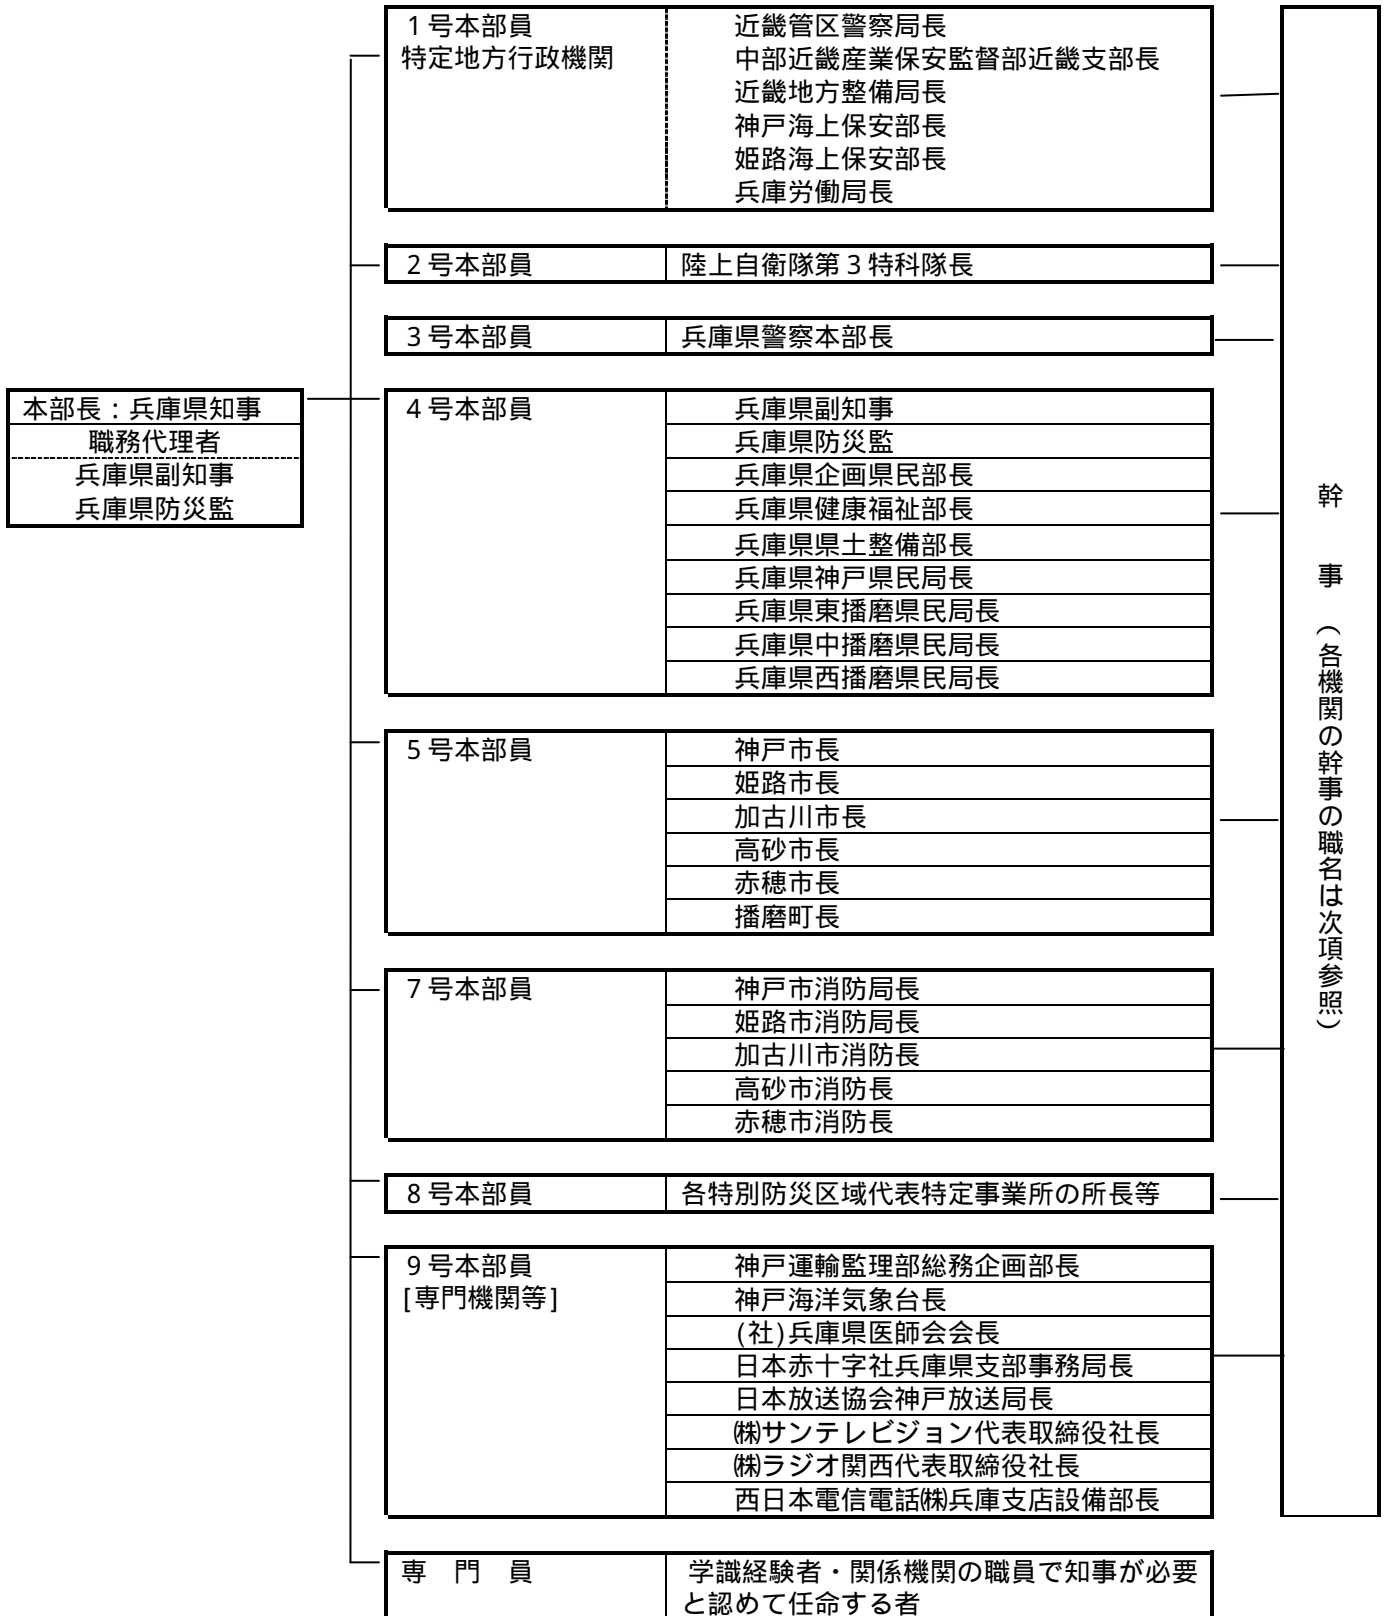 本部長：兵庫県知事
職務代理者
兵庫県副知事
兵庫県防災監
1号本部員
特定地方行政機関
近畿管区警察局長
中部近畿産業保安監督部近畿支部長
近畿地方整備局長
神戸海上保安部長
姫路海上保安部長
兵庫労働局長
2号本部員
陸上自衛隊第3特科隊長
3号本部員
兵庫県警察本部長
4号本部員
兵庫県副知事
兵庫県防災監
兵庫県企画県民部長
兵庫県健康福祉部長
兵庫県県土整備部長
兵庫県神戸県民局長
兵庫県東播磨県民局長
兵庫県中播磨県民局長
兵庫県西播磨県民局長
5号本部員
神戸市長
姫路市長
加古川市長
高砂市長
赤穂市長
播磨町長
7号本部員
神戸市消防局長
姫路市消防局長
加古川市消防長
高砂市消防長
赤穂市消防長
8号本部員
各特別防災区域代表特定事業所の所長等
9号本部員
[専門機関等]
神戸運輸監理部総務企画部長
神戸海洋気象台長
(社)兵庫県医師会会長
日本赤十字社兵庫県支部事務局長
日本放送協会神戸放送局長
㈱サンテレビジョン代表取締役社長
㈱ラジオ関西代表取締役社長
西日本電信電話㈱兵庫支店設備部長
専　門　員
学識経験者・関係機関の職員で知事が必要
と認めて任命する者
幹　事（各機関の幹事の職名は次項参照）